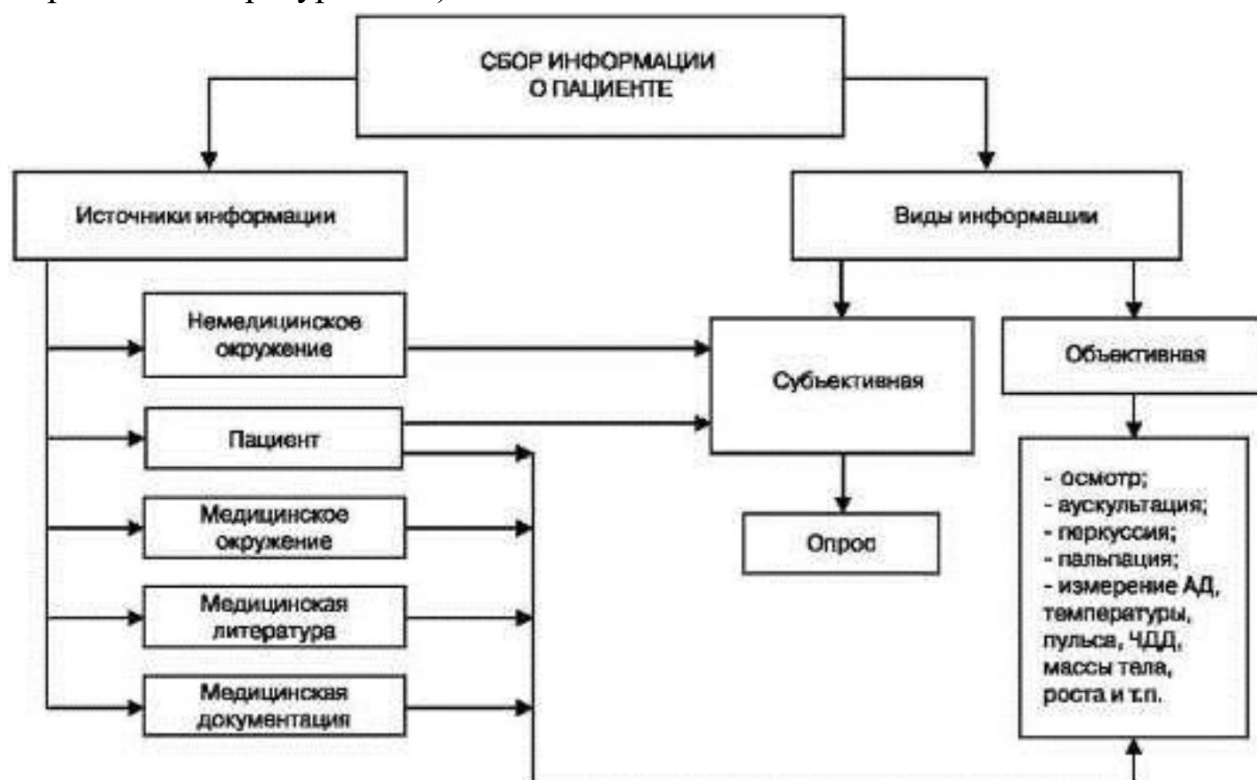 СБОР ИНФОРМАЦИИ
О ПАЦИЕНТЕ
Источники информации
Виды информации
Немедицинское
окружение
Пациент
Медицинское
окружение
Медицинская
литература
Медицинская
документация
Субъективная
Опрос
Объективная
- осмотр;
- аускультация;
- перкуссия;
- пальпация;
- измерение АД,
температуры,
пульса, ЧДД,
массы тела,
роста и т.п.